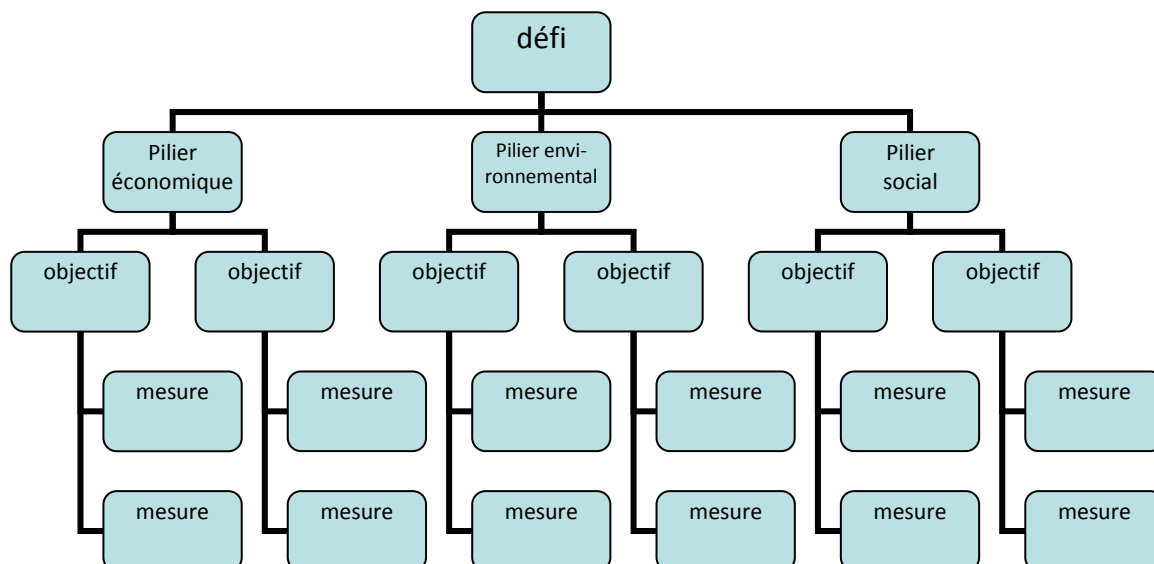 défi
Pilier
économique
Pilier envi-
ronnemental
Pilier
social
objectif
objectif
objectif
objectif
objectif
objectif
mesure
mesure
mesure
mesure
mesure
mesure
mesure
mesure
mesure
mesure
mesure
mesure